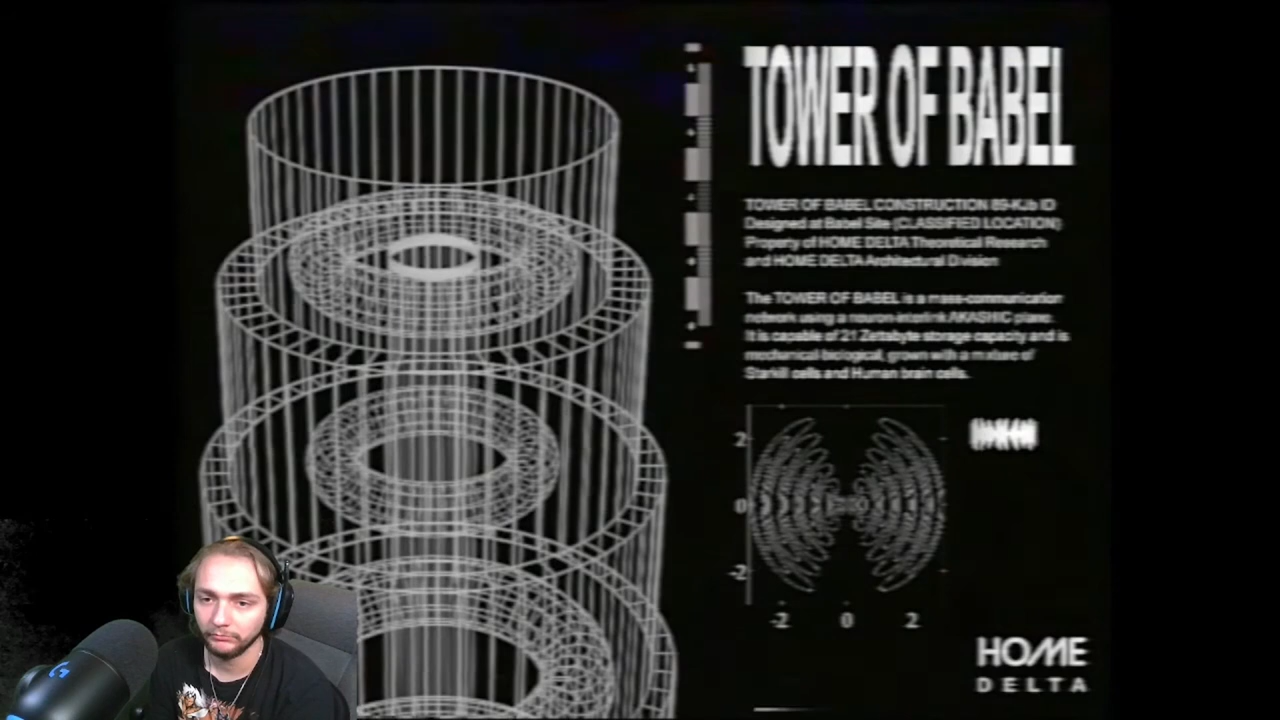 TOWER OF BABEL
TOWER OF BABEL CONSTRUCTION 89-KJb ID
Designed at Babel Site (CLASSIFIED LOCATION)
Property of HOME DELTA Theoretical Research
and HOME DELTA Architectural Division
The TOWER OF BABEL is a mass-communication
network using a neuron-interlink AKASHIC plane.
It is capable of 21 Zettabyte storage capacity and is
mechanical-biological, grown with a mixture of
Starkill cells and Human brain cells.
2
0
-2
-2 0 2
HOME
DELTA
G